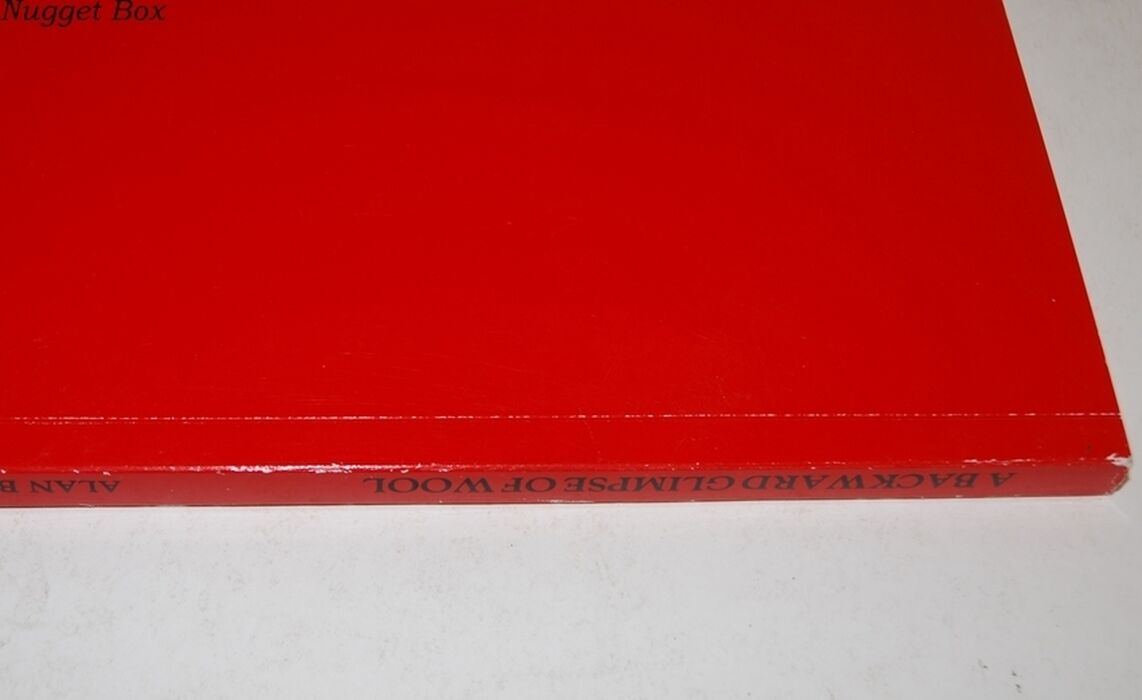 Nugget Box
A BACKWARD GLIMPSE OF WOOL
ALAN B